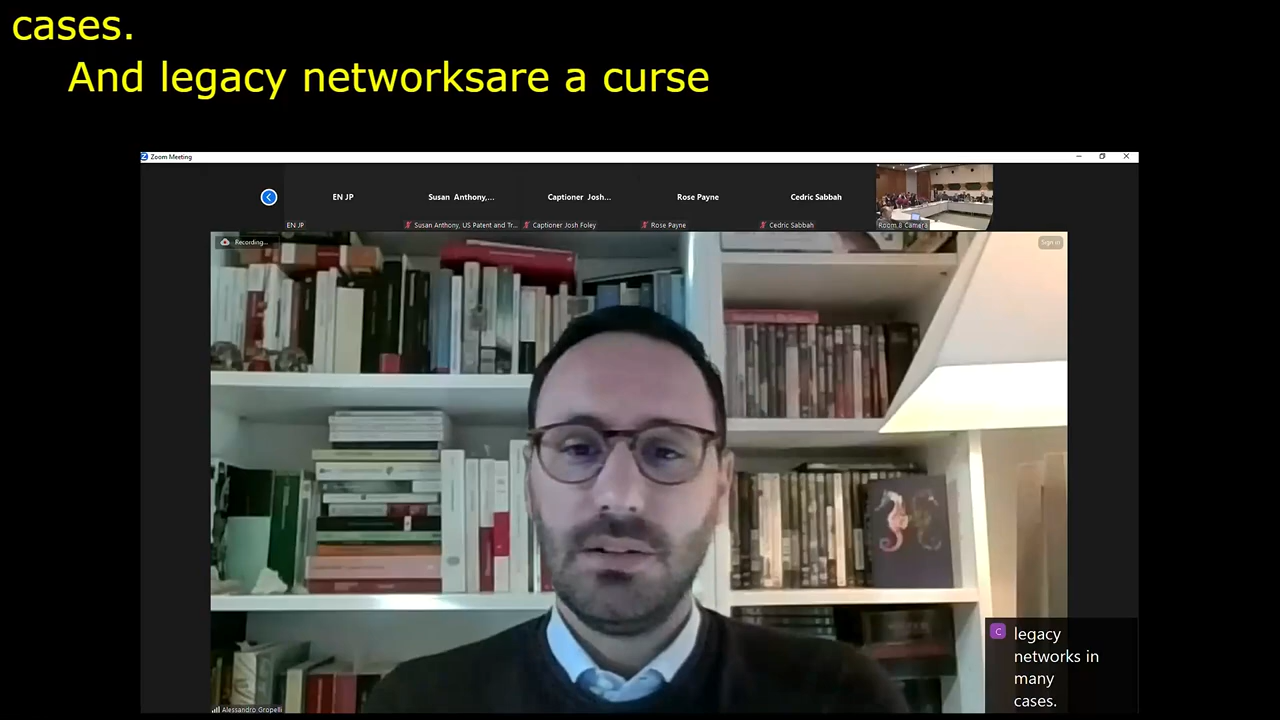 cases.
And legacy networksare a curse
Zoom Meeting
EN JP
Susan Anthony,...
Captioner Josh...
Rose Payne
Cedric Sabbah
EN JP
Susan Anthony, US Patent and Tr...
Captioner Josh Foley
Rose Payne
Cedric Sabbah
Room 8 Camera
Recording...
Sign in
C
legacy
networks in
many
cases.
Alessandro Gropelli